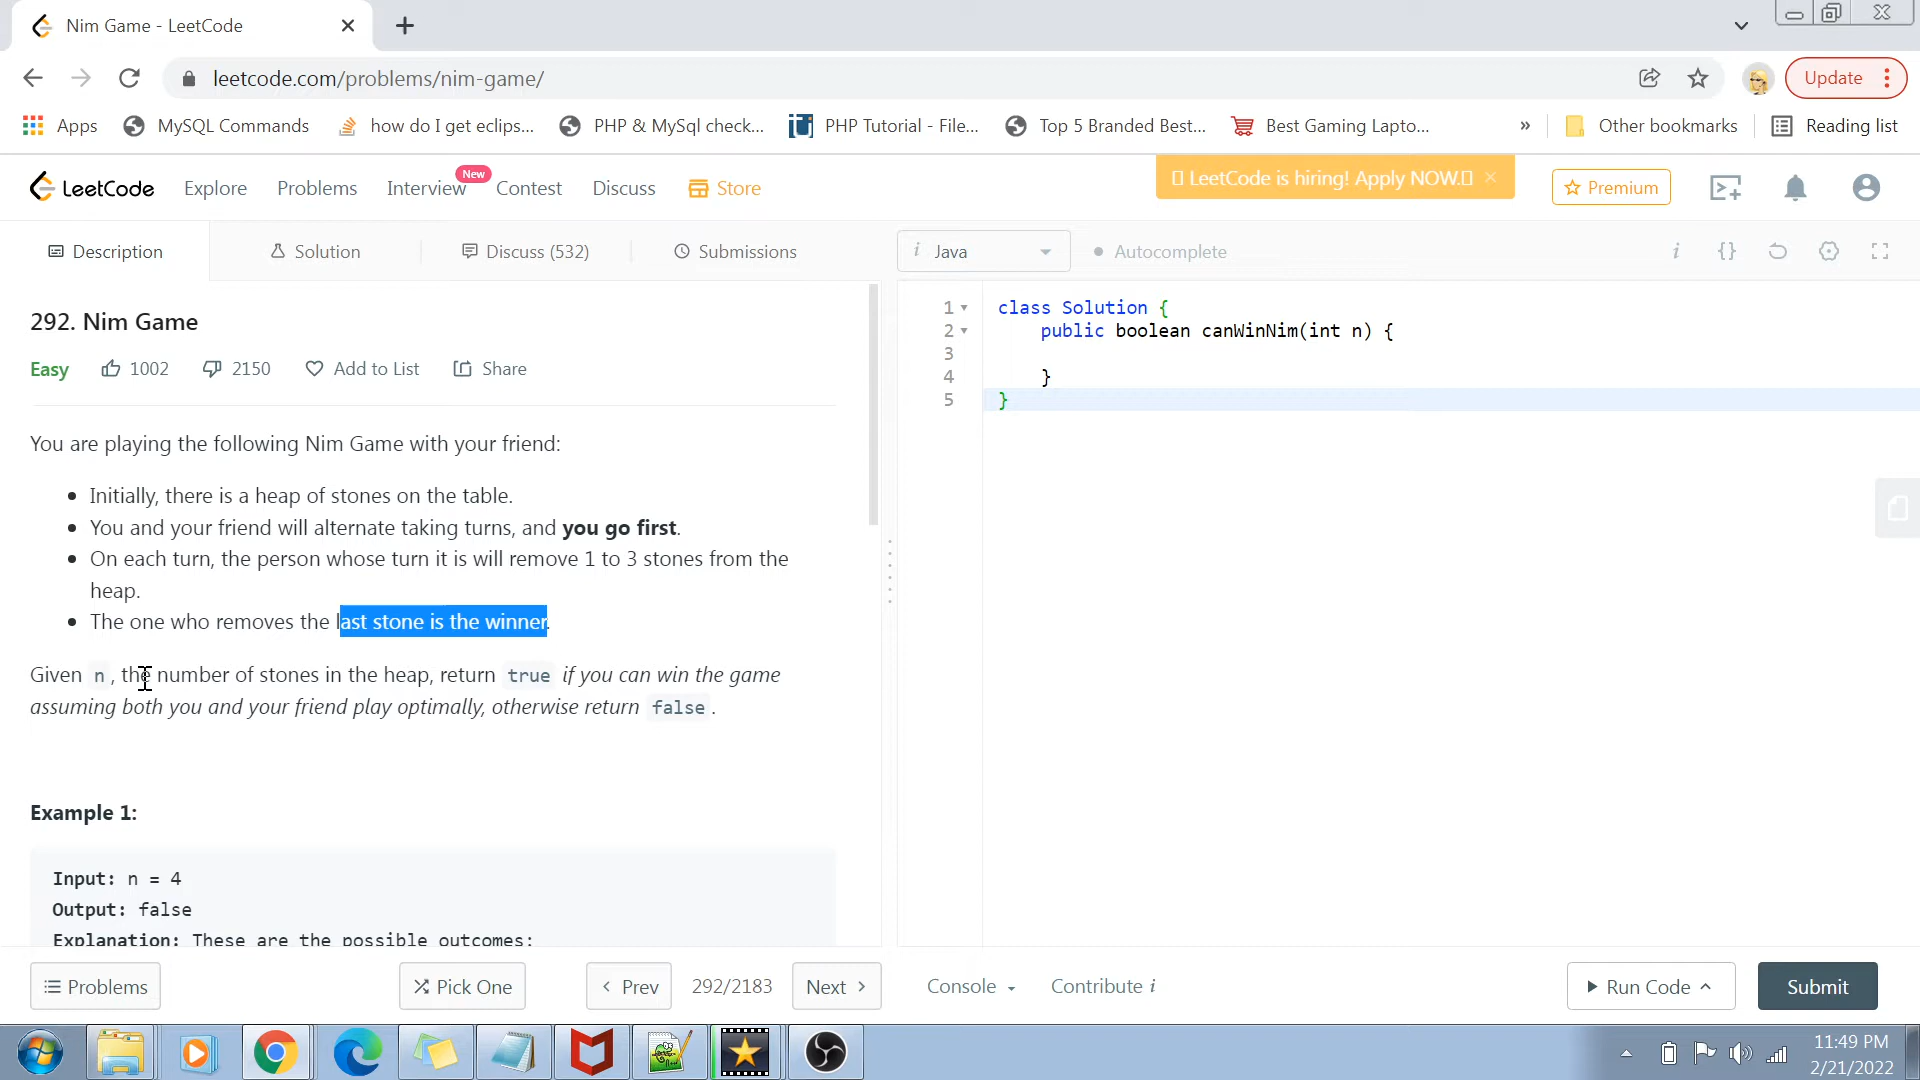 Nim Game - LeetCode
leetcode.com/problems/nim-game/
Update
Apps
MySQL Commands
how do I get eclips...
PHP & MySql check...
PHP Tutorial - File...
Top 5 Branded Best...
Best Gaming Lapto...
»
Other bookmarks
Reading list
LeetCode
Explore
Problems
Interview
New
Contest
Discuss
Store
LeetCode is hiring! Apply NOW.
Premium
Description
Solution
Discuss (532)
Submissions
i Java
Autocomplete
292. Nim Game
Easy
1002
2150
Add to List
Share
You are playing the following Nim Game with your friend:
Initially, there is a heap of stones on the table.
You and your friend will alternate taking turns, and you go first.
On each turn, the person whose turn it is will remove 1 to 3 stones from the
heap.
The one who removes the last stone is the winner.
Given n, the number of stones in the heap, return true if you can win the game
assuming both you and your friend play optimally, otherwise return false.
Example 1:
Input: n = 4
Output: false
Explanation: These are the possible outcomes:
1 class Solution {
2 public boolean canWinNim(int n) {
3
4 }
5 }
Problems
Pick One
Prev
292/2183
Next
Console
Contribute i
Run Code
Submit
11:49 PM
2/21/2022